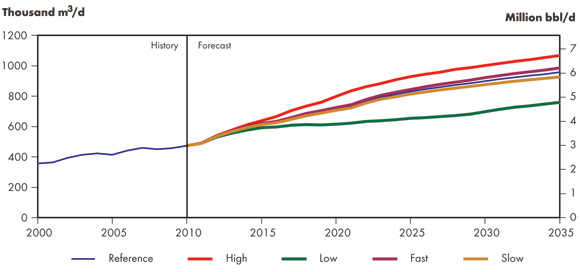 Thousand m³/d
Million bbl/d
1200
1000
800
600
400
200
0
History
Forecast
7
6
5
4
3
2
1
0
2000
2005
2010
2015
2020
2025
2030
2035
Reference
High
Low
Fast
Slow